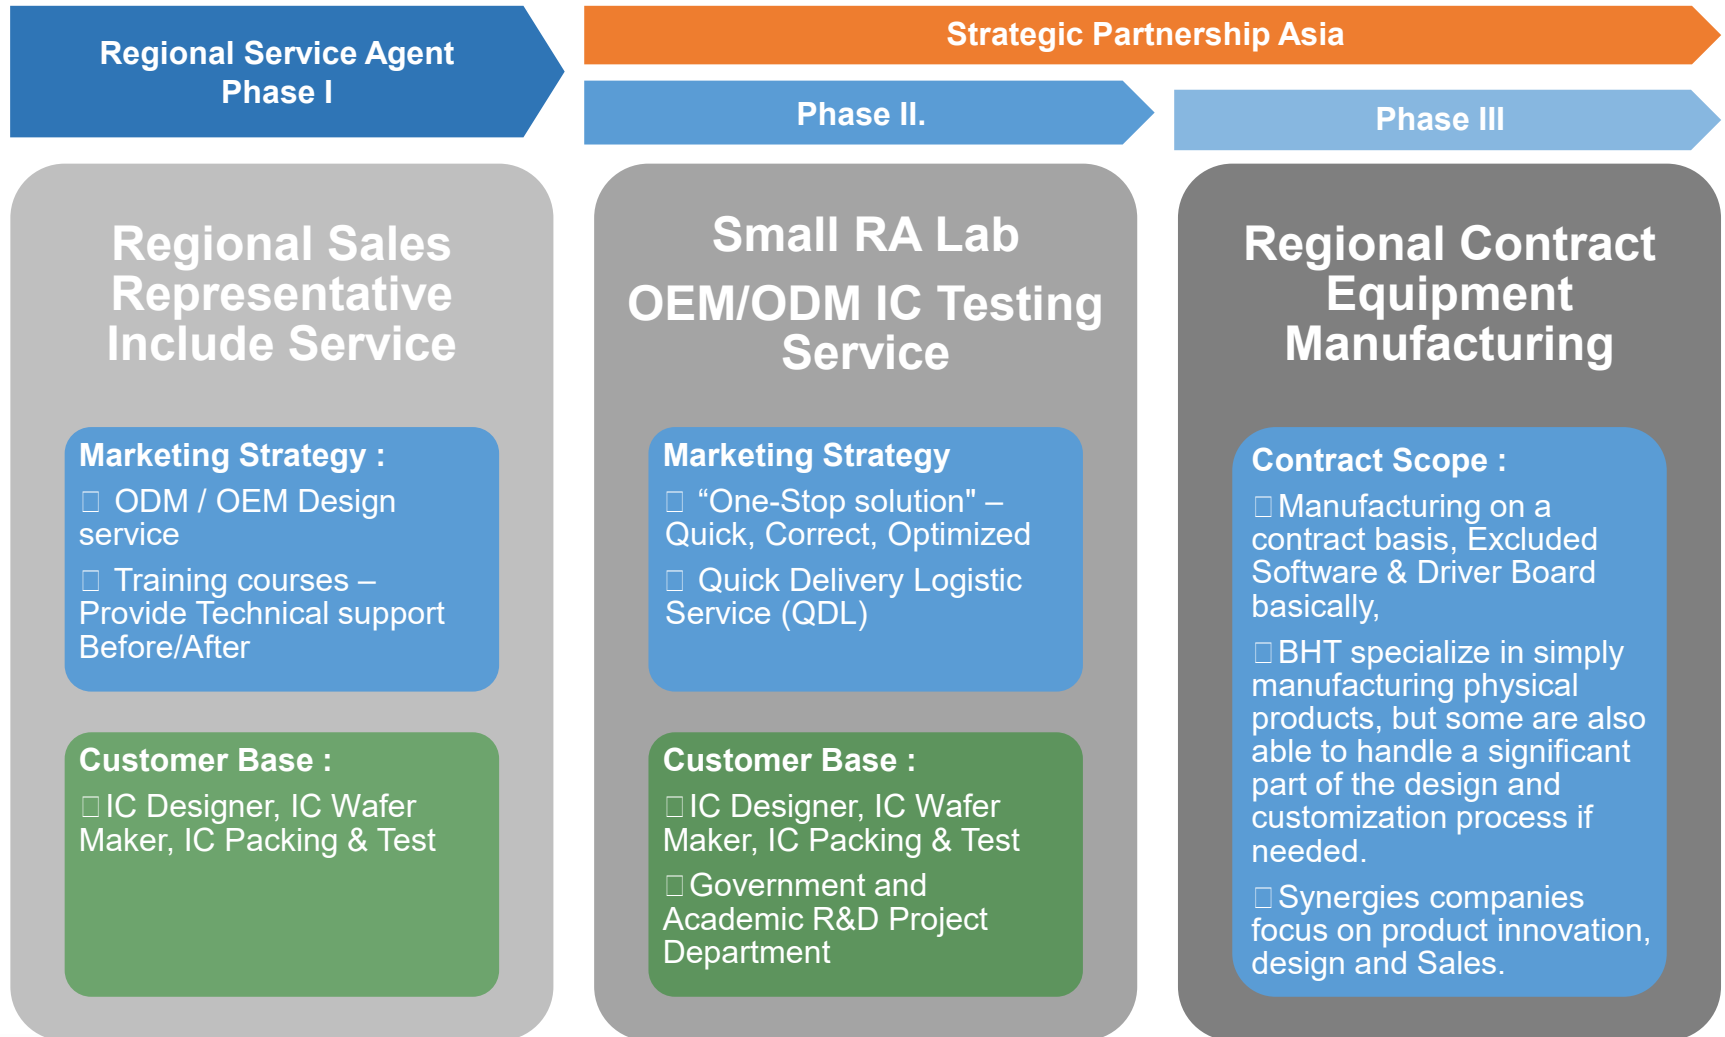 Regional Service Agent
Phase I
Strategic Partnership Asia
Phase II.
Phase III
Regional Sales
Representative
Include Service
Marketing Strategy :
□ ODM / OEM Design
service
□ Training courses –
Provide Technical support
Before/After
Customer Base :
□IC Designer, IC Wafer
Maker, IC Packing & Test
Small RA Lab
OEM/ODM IC Testing
Service
Marketing Strategy
□ “One-Stop solution" –
Quick, Correct, Optimized
□ Quick Delivery Logistic
Service (QDL)
Customer Base :
□IC Designer, IC Wafer
Maker, IC Packing & Test
□Government and
Academic R&D Project
Department
Regional Contract
Equipment
Manufacturing
Contract Scope :
□Manufacturing on a
contract basis, Excluded
Software & Driver Board
basically,
□BHT specialize in simply
manufacturing physical
products, but some are also
able to handle a significant
part of the design and
customization process if
needed.
□Synergies companies
focus on product innovation,
design and Sales.